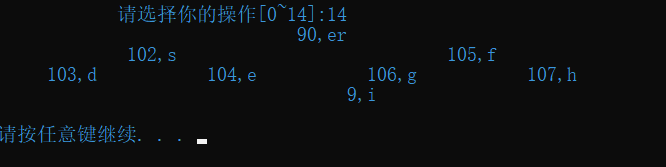 请选择你的操作[0~14]:14
90,er
102,s 105,f
103,d 104,e 106,g 107,h
9,i
请按任意键继续. . .